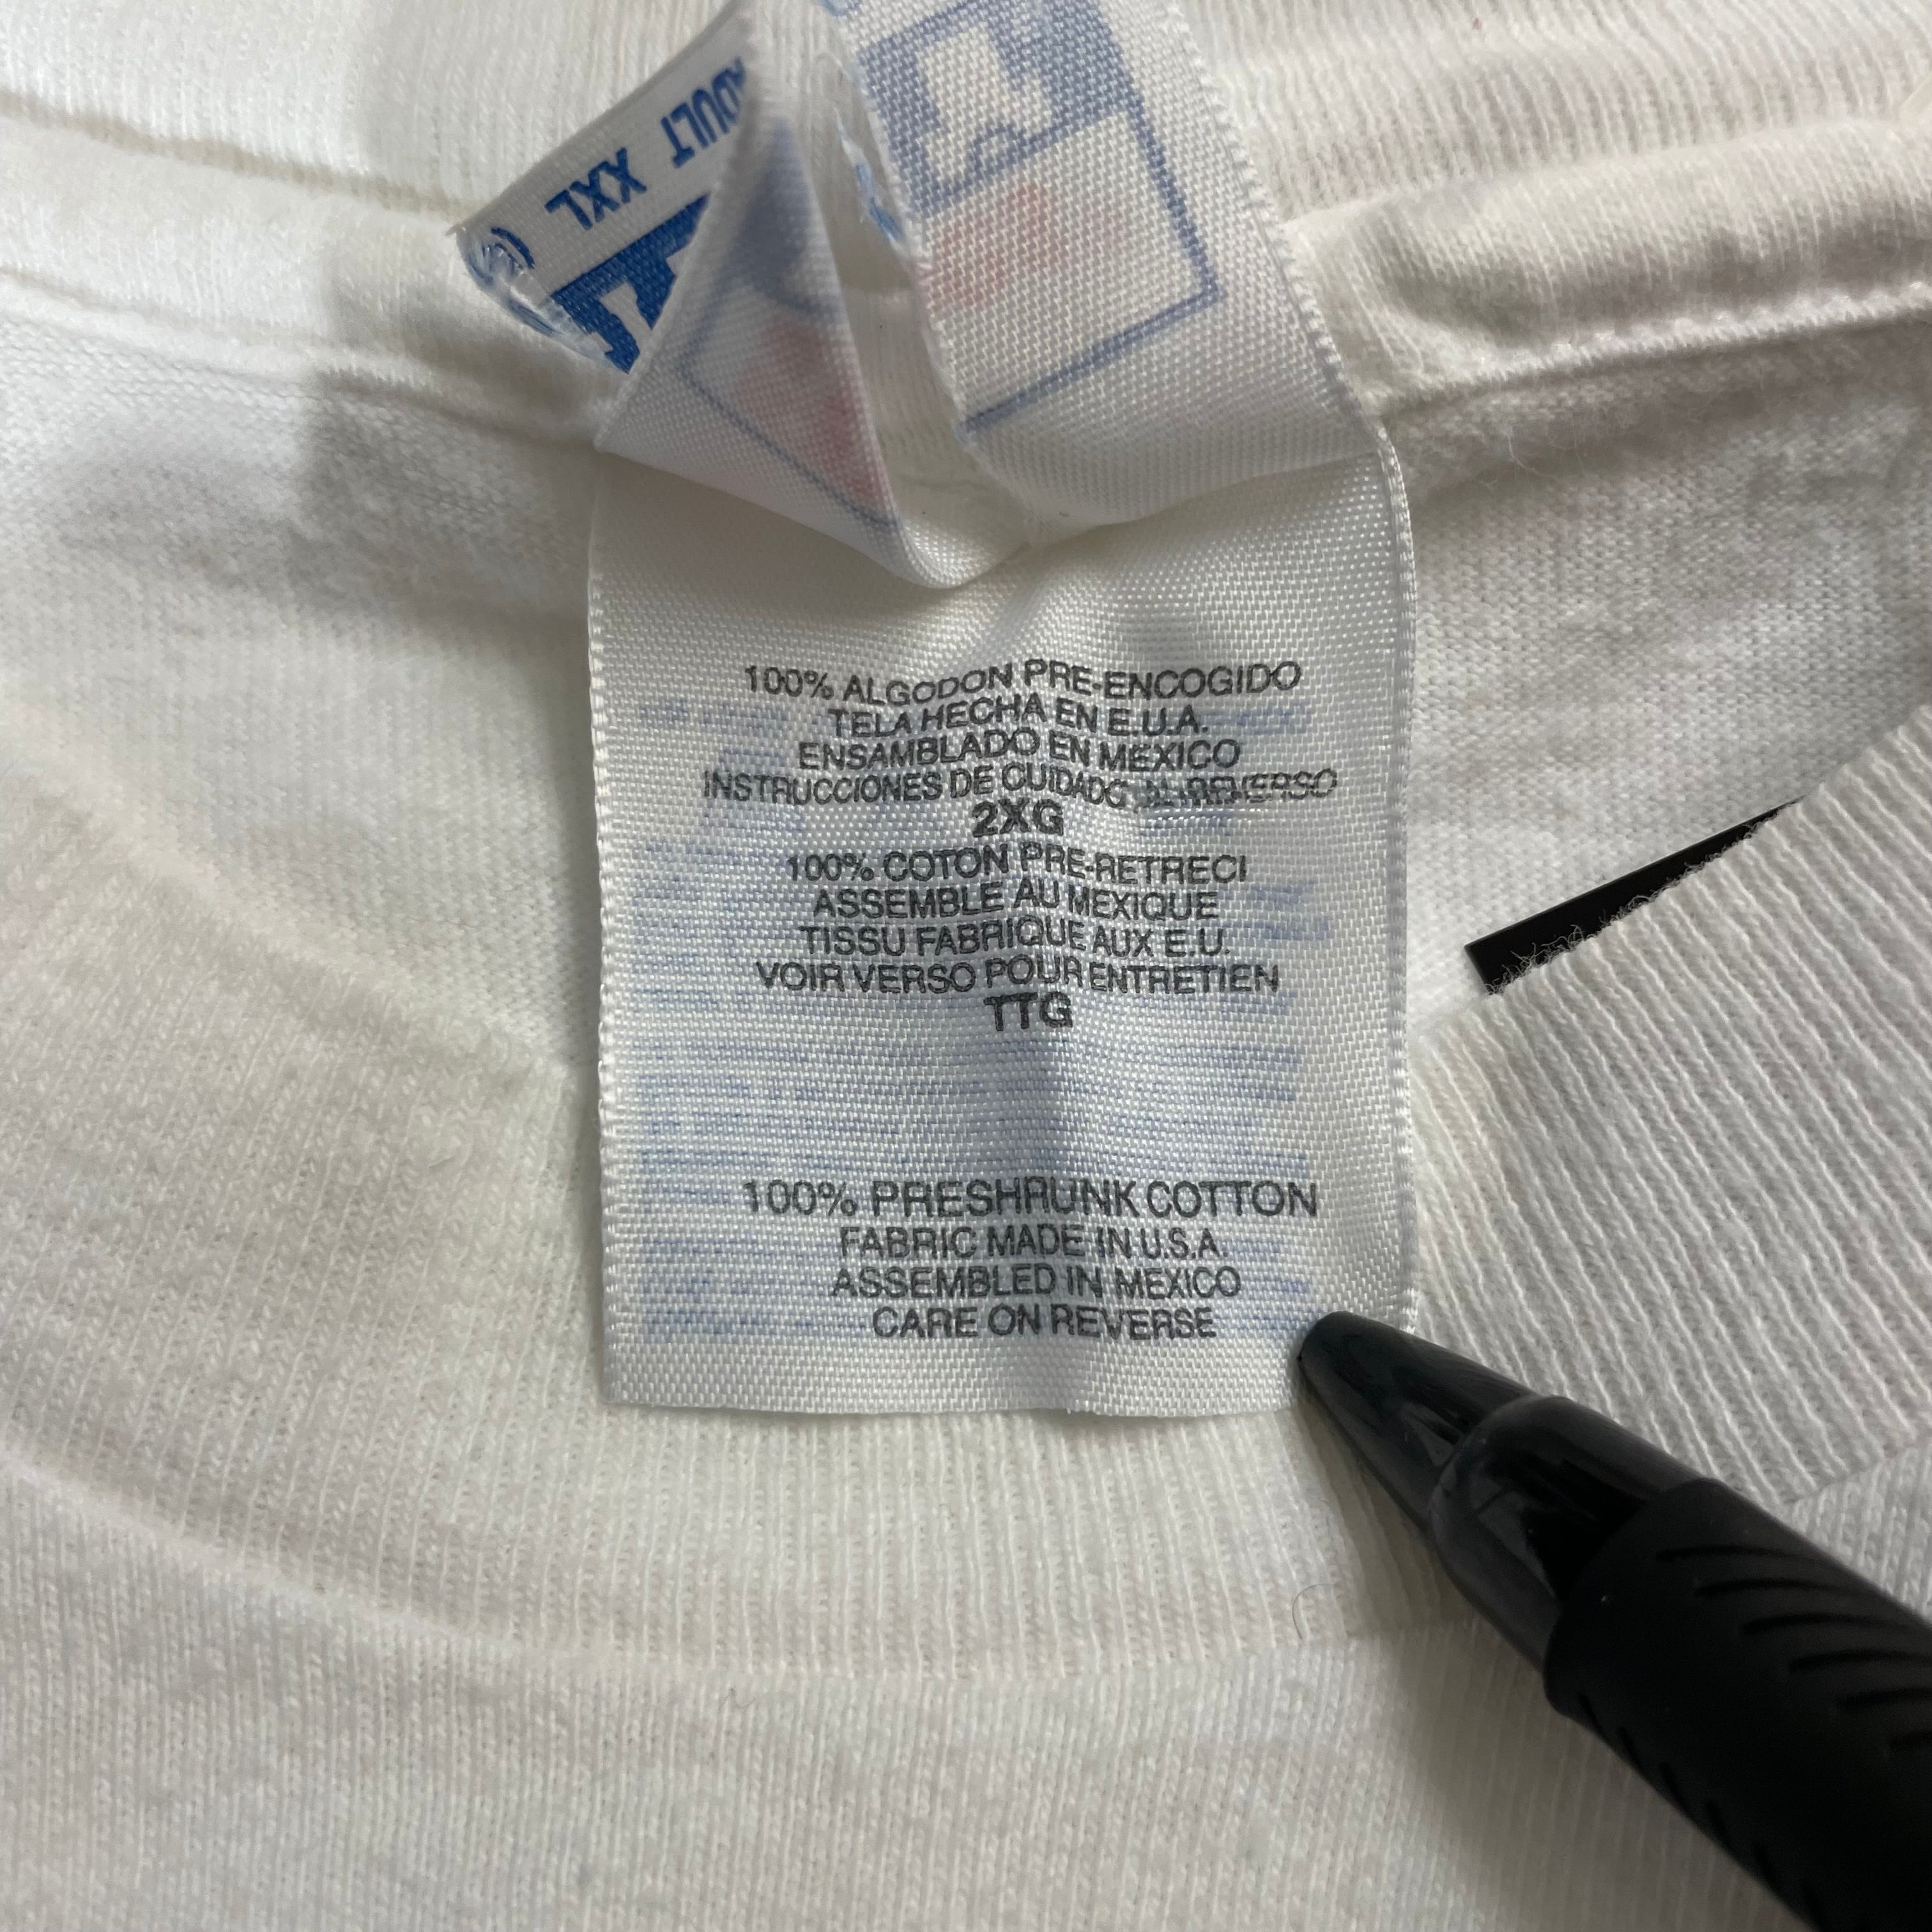 ADULT XXL
100% ALGODON PRE-ENCOGIDO
TELA HECHA EN E.U.A.
ENSAMBLADO EN MEXICO
INSTRUCCIONES DE CUIDADO AL REVERSO
2XG
100% COTON PRE-RETRECI
ASSEMBLE AU MEXIQUE
TISSU FABRIQUE AUX E.U.
VOIR VERSO POUR ENTRETIEN
TTG
100% PRESHRUNK COTTON
FABRIC MADE IN U.S.A.
ASSEMBLED IN MEXICO
CARE ON REVERSE